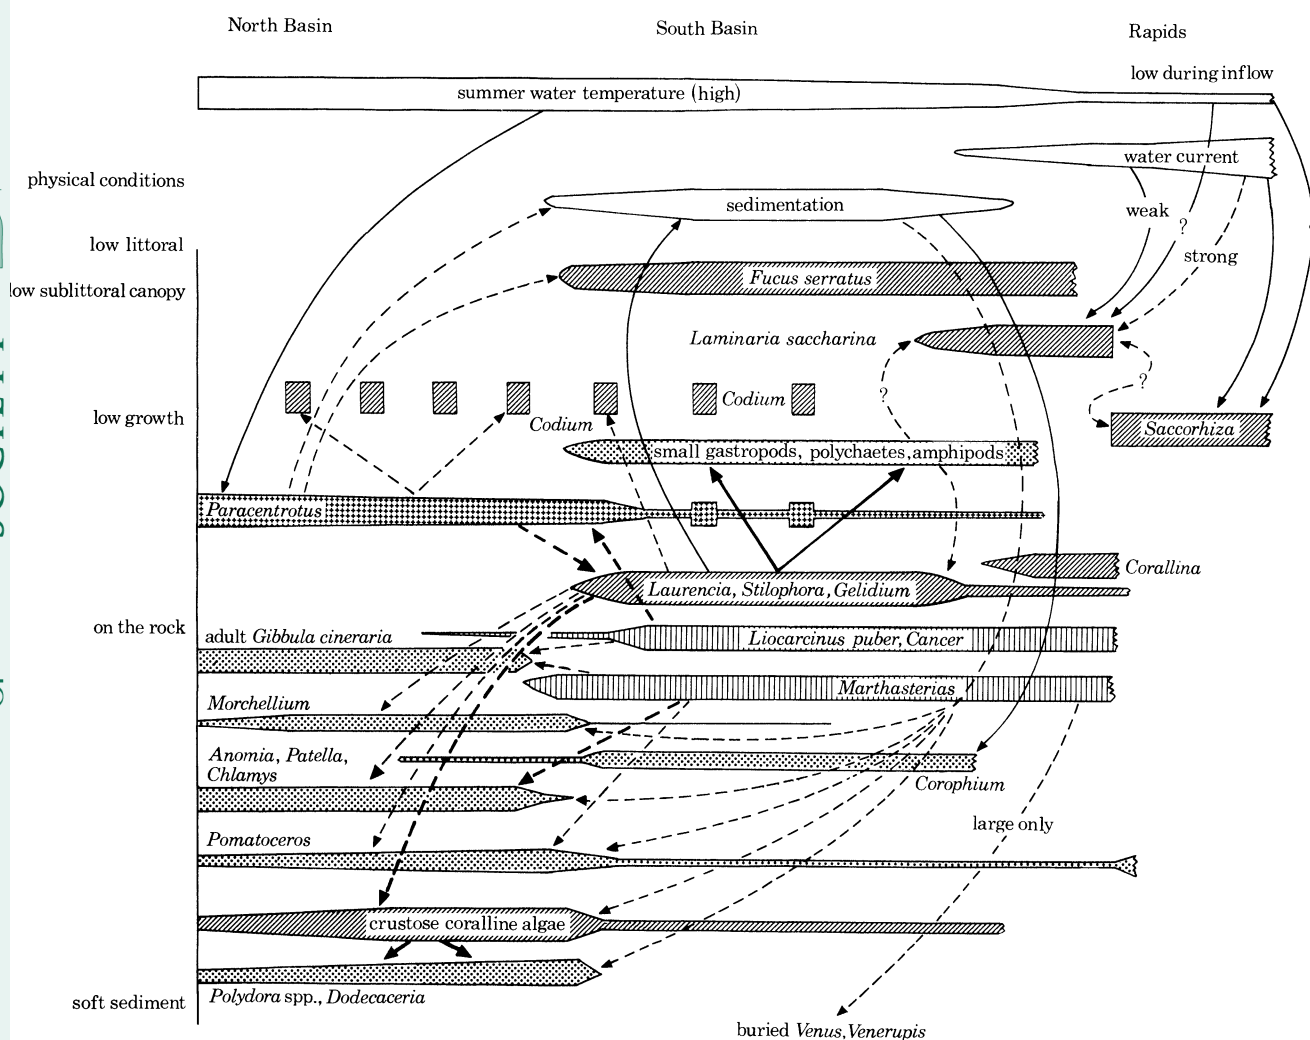 North Basin
South Basin
Rapids
low during inflow
summer water temperature (high)
water current
physical conditions
sedimentation
weak
?
low littoral
strong
Fucus serratus
low sublittoral canopy
Laminaria saccharina
?
?
Codium
low growth
Codium
Saccorhiza
small gastropods, polychaetes, amphipods
Paracentrotus
Corallina
Laurencia, Stilophora, Gelidium
on the rock
adult Gibbula cineraria
Liocarcinus puber, Cancer
Marthasterias
Morchellium
Anomia, Patella,
Chlamys
Corophium
large only
Pomatoceros
crustose coralline algae
Polydora spp., Dodecaceria
soft sediment
buried Venus, Venerupis